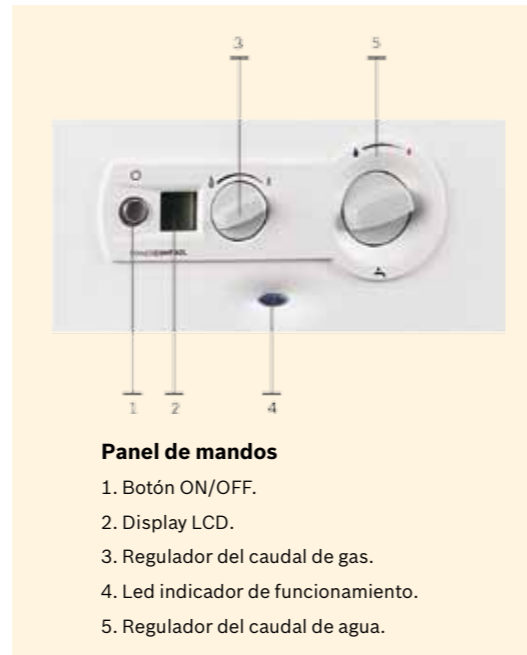 3
5
1
2
4
Panel de mandos
1. Botón ON/OFF.
2. Display LCD.
3. Regulador del caudal de gas.
4. Led indicador de funcionamiento.
5. Regulador del caudal de agua.